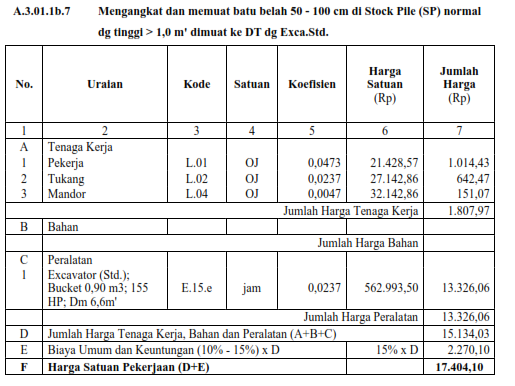 A.3.01.1b.7 Mengangkat dan memuat batu belah 50 - 100 cm di Stock Pile (SP) normal
dg tinggi > 1,0 m' dimuat ke DT dg Exca.Std.
No. Uraian Kode Satuan Koefisien Harga Satuan (Rp) Jumlah Harga (Rp)
1 2 3 4 5 6 7
A Tenaga Kerja
1 Pekerja L.01 OJ 0,0473 21.428,57 1.014,43
2 Tukang L.02 OJ 0,0237 27.142,86 642,47
3 Mandor L.04 OJ 0,0047 32.142,86 151,07
Jumlah Harga Tenaga Kerja 1.807,97
B Bahan
Jumlah Harga Bahan
C Peralatan
1 Excavator (Std.);
Bucket 0,90 m3; 155 E.15.e jam 0,0237 562.993,50 13.326,06
HP; Dm 6,6m'
Jumlah Harga Peralatan 13.326,06
D Jumlah Harga Tenaga Kerja, Bahan dan Peralatan (A+B+C) 15.134,03
E Biaya Umum dan Keuntungan (10% - 15%) x D 15% x D 2.270,10
F Harga Satuan Pekerjaan (D+E) 17.404,10